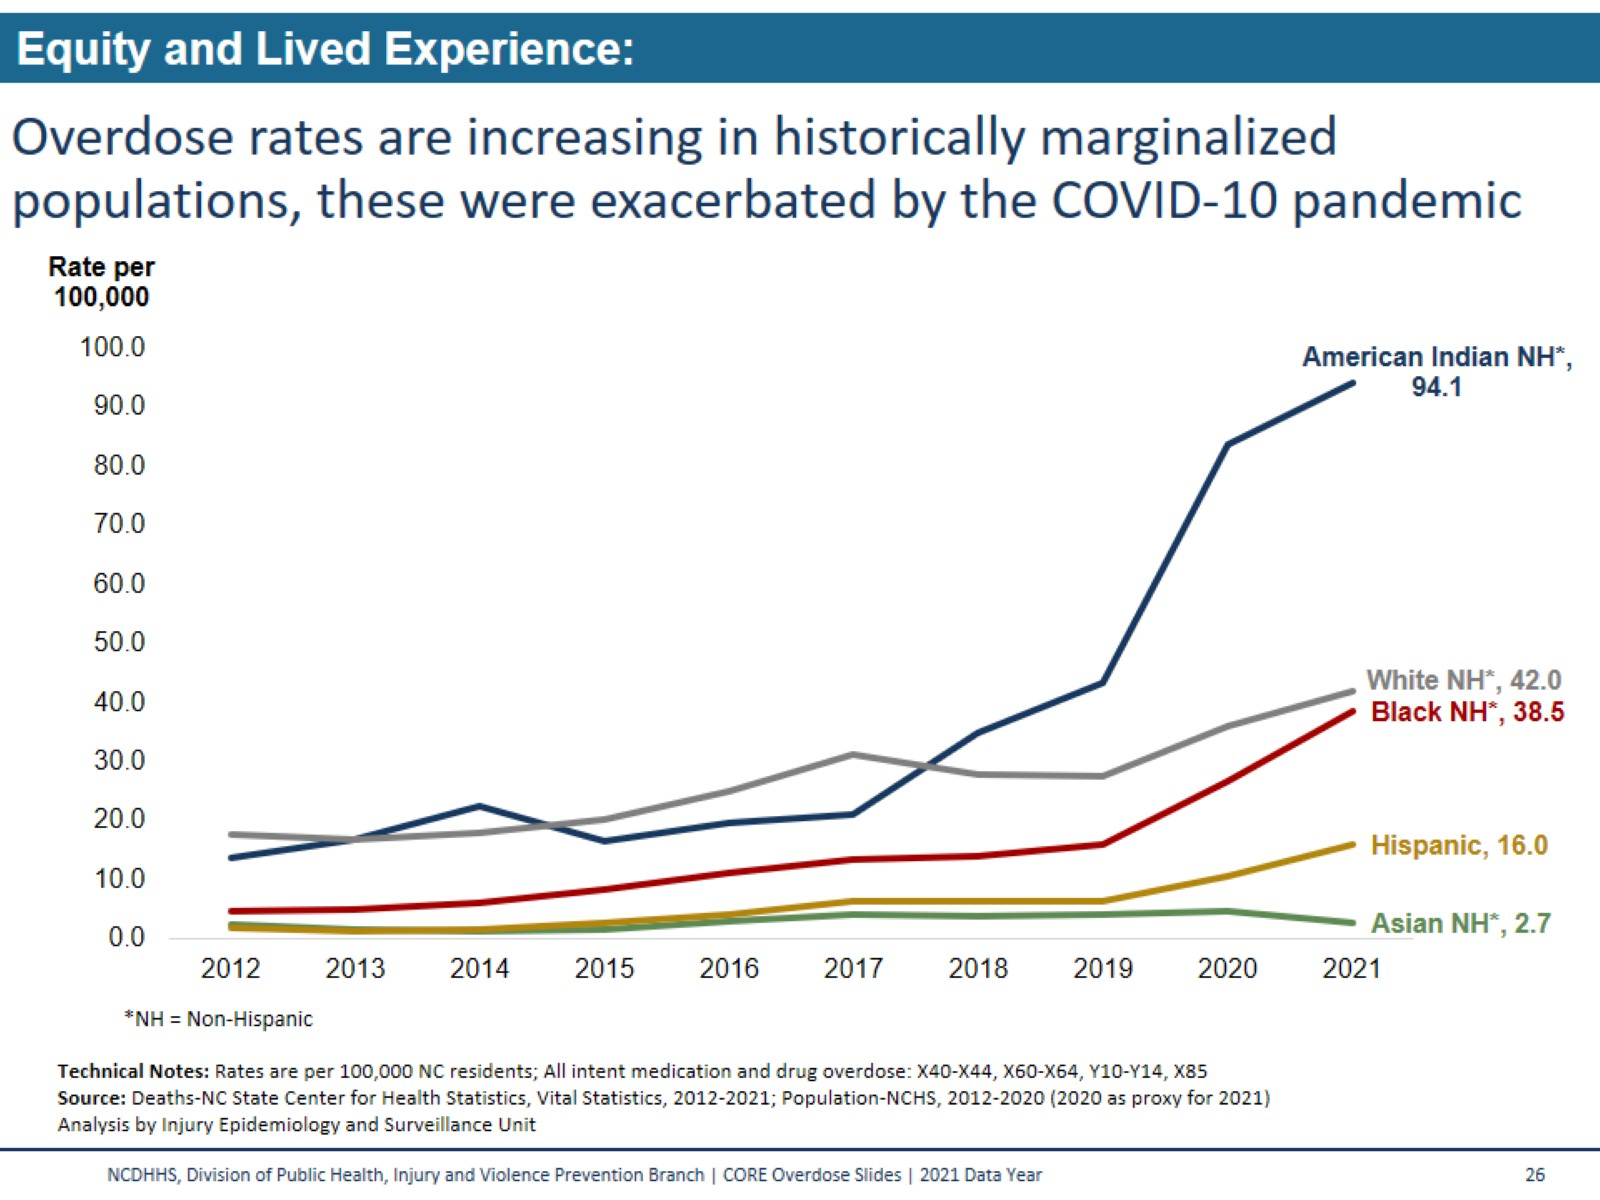 Equity and Lived Experience:
Overdose rates are increasing in historically marginalized
populations, these were exacerbated by the COVID-10 pandemic
Rate per
100,000
100.0
90.0
80.0
70.0
60.0
50.0
40.0
30.0
20.0
10.0
0.0
American Indian NH*,
94.1
White NH*, 42.0
Black NH*, 38.5
Hispanic, 16.0
Asian NH*, 2.7
2012 2013 2014 2015 2016 2017 2018 2019 2020 2021
*NH = Non-Hispanic
Technical Notes: Rates are per 100,000 NC residents; All intent medication and drug overdose: X40-X44, X60-X64, Y10-Y14, X85
Source: Deaths-NC State Center for Health Statistics, Vital Statistics, 2012-2021; Population-NCHS, 2012-2020 (2020 as proxy for 2021)
Analysis by Injury Epidemiology and Surveillance Unit
NCDHHS, Division of Public Health, Injury and Violence Prevention Branch | CORE Overdose Slides | 2021 Data Year 26